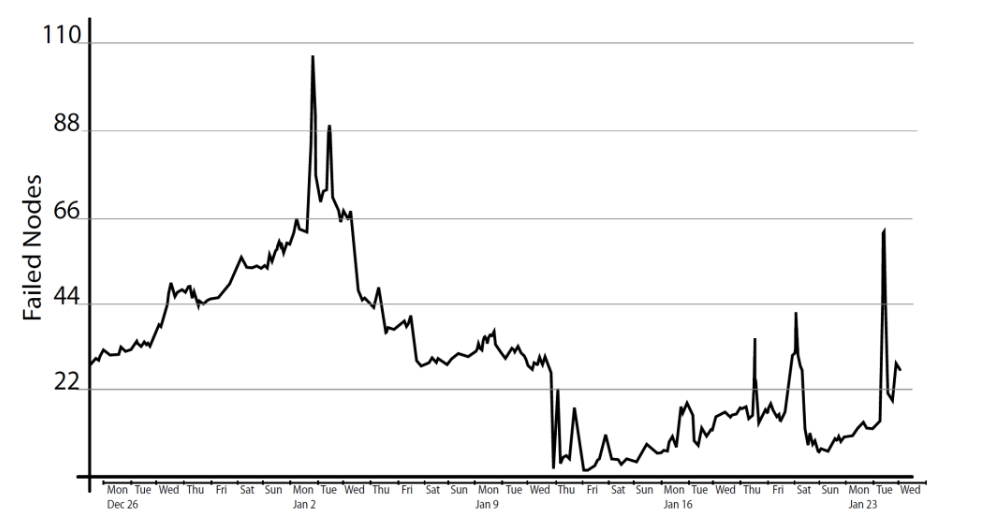 110
88
66
44
22
Failed Nodes
Mon Tue Wed Thu Fri Sat Sun Mon Tue Wed Thu Fri Sat Sun Mon Tue Wed Thu Fri Sat Sun Mon Tue Wed Thu Fri Sat Sun Mon Tue Wed
Dec 26 Jan 2 Jan 9 Jan 16 Jan 23